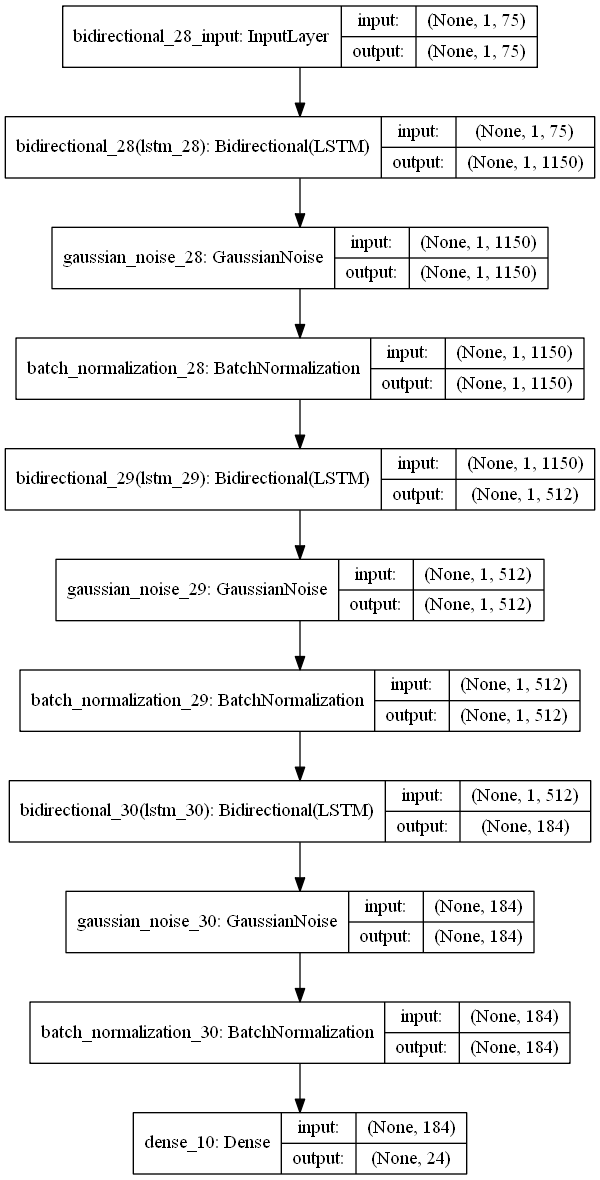 bidirectional_28_input: InputLayer
input: (None, 1, 75)
output: (None, 1, 75)
bidirectional_28(lstm_28): Bidirectional(LSTM)
input: (None, 1, 75)
output: (None, 1, 1150)
gaussian_noise_28: GaussianNoise
input: (None, 1, 1150)
output: (None, 1, 1150)
batch_normalization_28: BatchNormalization
input: (None, 1, 1150)
output: (None, 1, 1150)
bidirectional_29(lstm_29): Bidirectional(LSTM)
input: (None, 1, 1150)
output: (None, 1, 512)
gaussian_noise_29: GaussianNoise
input: (None, 1, 512)
output: (None, 1, 512)
batch_normalization_29: BatchNormalization
input: (None, 1, 512)
output: (None, 1, 512)
bidirectional_30(lstm_30): Bidirectional(LSTM)
input: (None, 1, 512)
output: (None, 184)
gaussian_noise_30: GaussianNoise
input: (None, 184)
output: (None, 184)
batch_normalization_30: BatchNormalization
input: (None, 184)
output: (None, 184)
dense_10: Dense
input: (None, 184)
output: (None, 24)